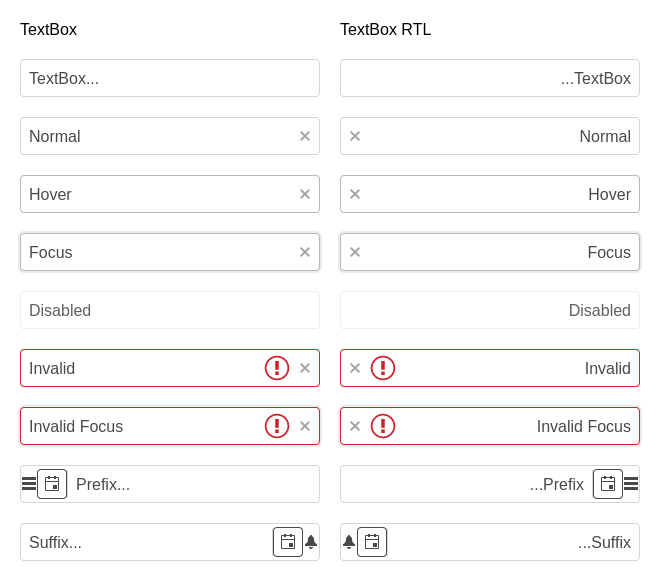 TextBox
TextBox RTL
TextBox...
...TextBox
Normal
Normal
Hover
Hover
Focus
Focus
Disabled
Disabled
Invalid
Invalid
Invalid Focus
Invalid Focus
Prefix...
...Prefix
Suffix...
...Suffix